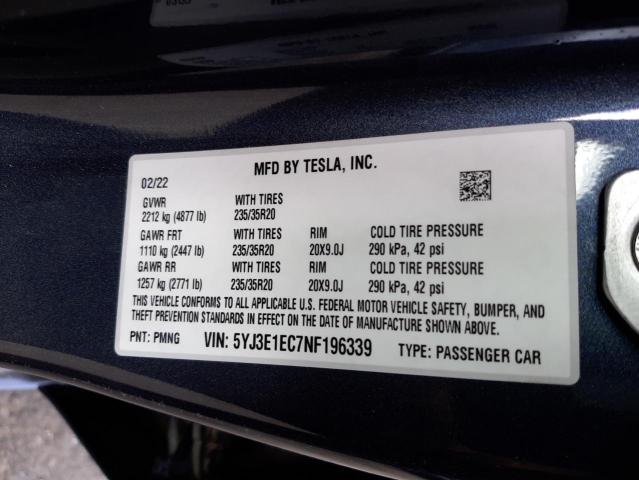 MFD BY TESLA, INC.
02/22
GVWR WITH TIRES
2212 kg (4877 lb) 235/35R20
GAWR FRT WITH TIRES RIM COLD TIRE PRESSURE
1110 kg (2447 lb) 235/35R20 20X9.0J 290 kPa, 42 psi
GAWR RR WITH TIRES RIM COLD TIRE PRESSURE
1257 kg (2771 lb) 235/35R20 20X9.0J 290 kPa, 42 psi
THIS VEHICLE CONFORMS TO ALL APPLICABLE U.S. FEDERAL MOTOR VEHICLE SAFETY, BUMPER, AND
THEFT PREVENTION STANDARDS IN EFFECT ON THE DATE OF MANUFACTURE SHOWN ABOVE.
PNT: PMNG VIN: 5YJ3E1EC7NF196339 TYPE: PASSENGER CAR